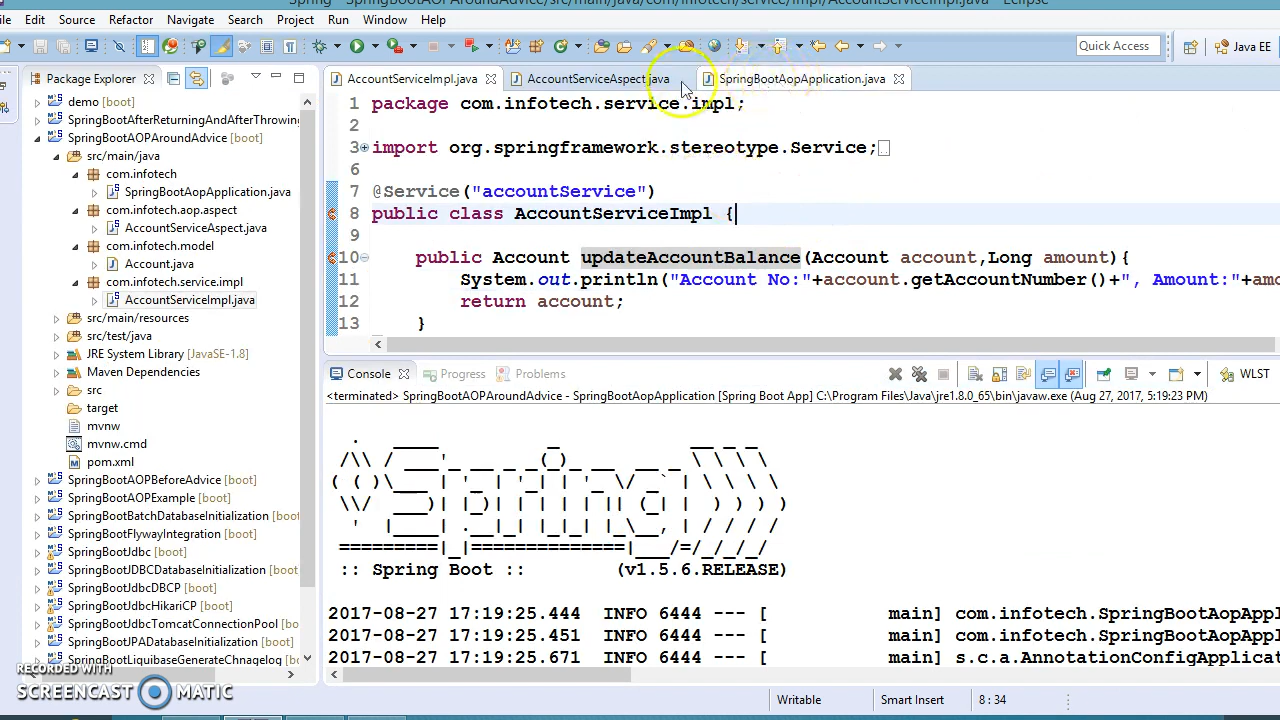 Spring - SpringBootAOPAroundAdvice/src/main/java/com/infotech/service/impl/AccountServiceImpl.java - Eclipse
Edit Source Refactor Navigate Search Project Run Window Help
Quick Access
Java EE
Package Explorer
AccountServiceImpl.java
AccountServiceAspect.java
SpringBootAopApplication.java
demo [boot]
SpringBootAfterReturningAndAfterThrowing
SpringBootAOPAroundAdvice [boot]
src/main/java
com.infotech
SpringBootAopApplication.java
com.infotech.aop.aspect
AccountServiceAspect.java
com.infotech.model
Account.java
com.infotech.service.impl
AccountServiceImpl.java
src/main/resources
src/test/java
JRE System Library [JavaSE-1.8]
Maven Dependencies
src
target
mvnw
mvnw.cmd
pom.xml
SpringBootAOPBeforeAdvice [boot]
SpringBootAOPExample [boot]
SpringBootBatchDatabaseInitialization [boo
SpringBootFlywayIntegration [boot]
SpringBootJdbc [boot]
SpringBootJDBCDatabaseInitialization [boot]
SpringBootJdbcDBCP [boot]
SpringBootJdbcHikariCP [boot]
SpringBootJdbcTomcatConnectionPool [boot]
SpringBootJPADatabaseInitialization [boot]
SpringBootLiquibaseGenerateChnagelog [boo
1 package com.infotech.service.impl;
2
3 import org.springframework.stereotype.Service;
6
7 @Service("accountService")
8 public class AccountServiceImpl {
9
10 public Account updateAccountBalance(Account account,Long amount){
11 System.out.println("Account No:"+account.getAccountNumber()+", Amount:"+amo
12 return account;
13 }
Console Progress Problems
WLST
<terminated> SpringBootAOPAroundAdvice - SpringBootAopApplication [Spring Boot App] C:\Program Files\Java\jre1.8.0_65\bin\javaw.exe (Aug 27, 2017, 5:19:23 PM)
Spring
:: Spring Boot :: (v1.5.6.RELEASE)
2017-08-27 17:19:25.444 INFO 6444 --- [ main] com.infotech.SpringBootAopAppl
2017-08-27 17:19:25.451 INFO 6444 --- [ main] com.infotech.SpringBootAopAppl
2017-08-27 17:19:25.671 INFO 6444 --- [ main] s.c.a.AnnotationConfigApplicat
RECORDED WITH
SCREENCAST MATIC
Writable Smart Insert 8 : 34